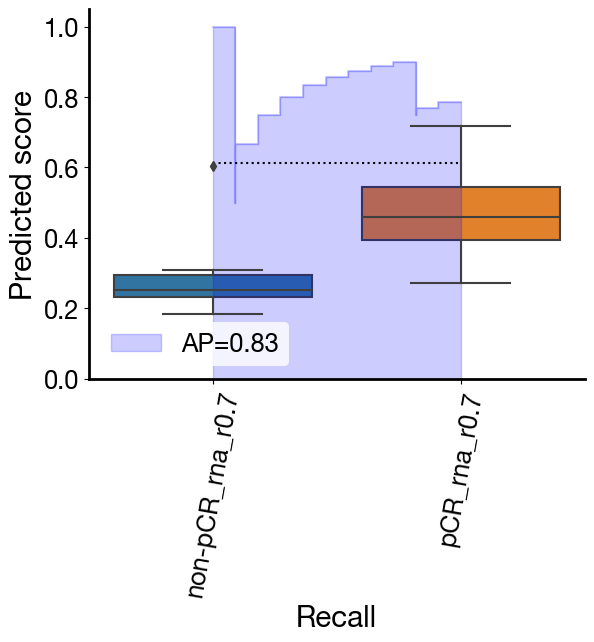 Predicted score
1.0
0.8
0.6
0.4
0.2
0.0
AP=0.83
non-pCR_rna_r0.7
pCR_rna_r0.7
Recall